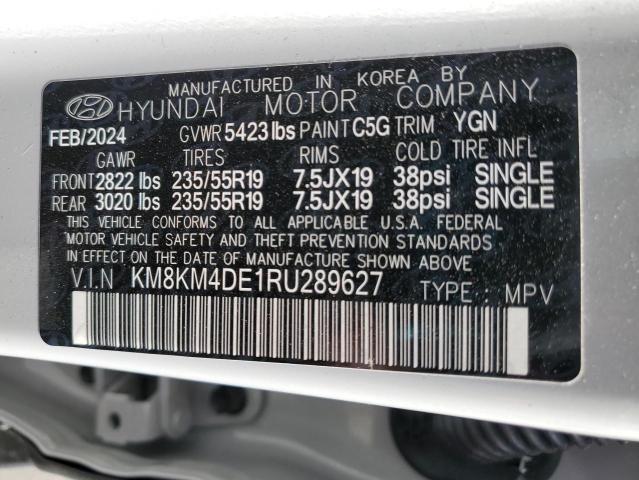 MANUFACTURED IN KOREA BY
HYUNDAI MOTOR COMPANY
FEB/2024 GVWR 5423 lbs PAINT C5G TRIM YGN
GAWR TIRES RIMS COLD TIRE INF. PRES.
FRONT 2822 lbs 235/55R19 7.5JX19 38psi SINGLE
REAR 3020 lbs 235/55R19 7.5JX19 38psi SINGLE
THIS VEHICLE CONFORMS TO ALL APPLICABLE U.S.A. FEDERAL
MOTOR VEHICLE SAFETY AND THEFT PREVENTION STANDARDS
IN EFFECT ON THE DATE OF MANUFACTURE SHOWN ABOVE
V.I.N KM8KM4DE1RU289627 TYPE : MPV